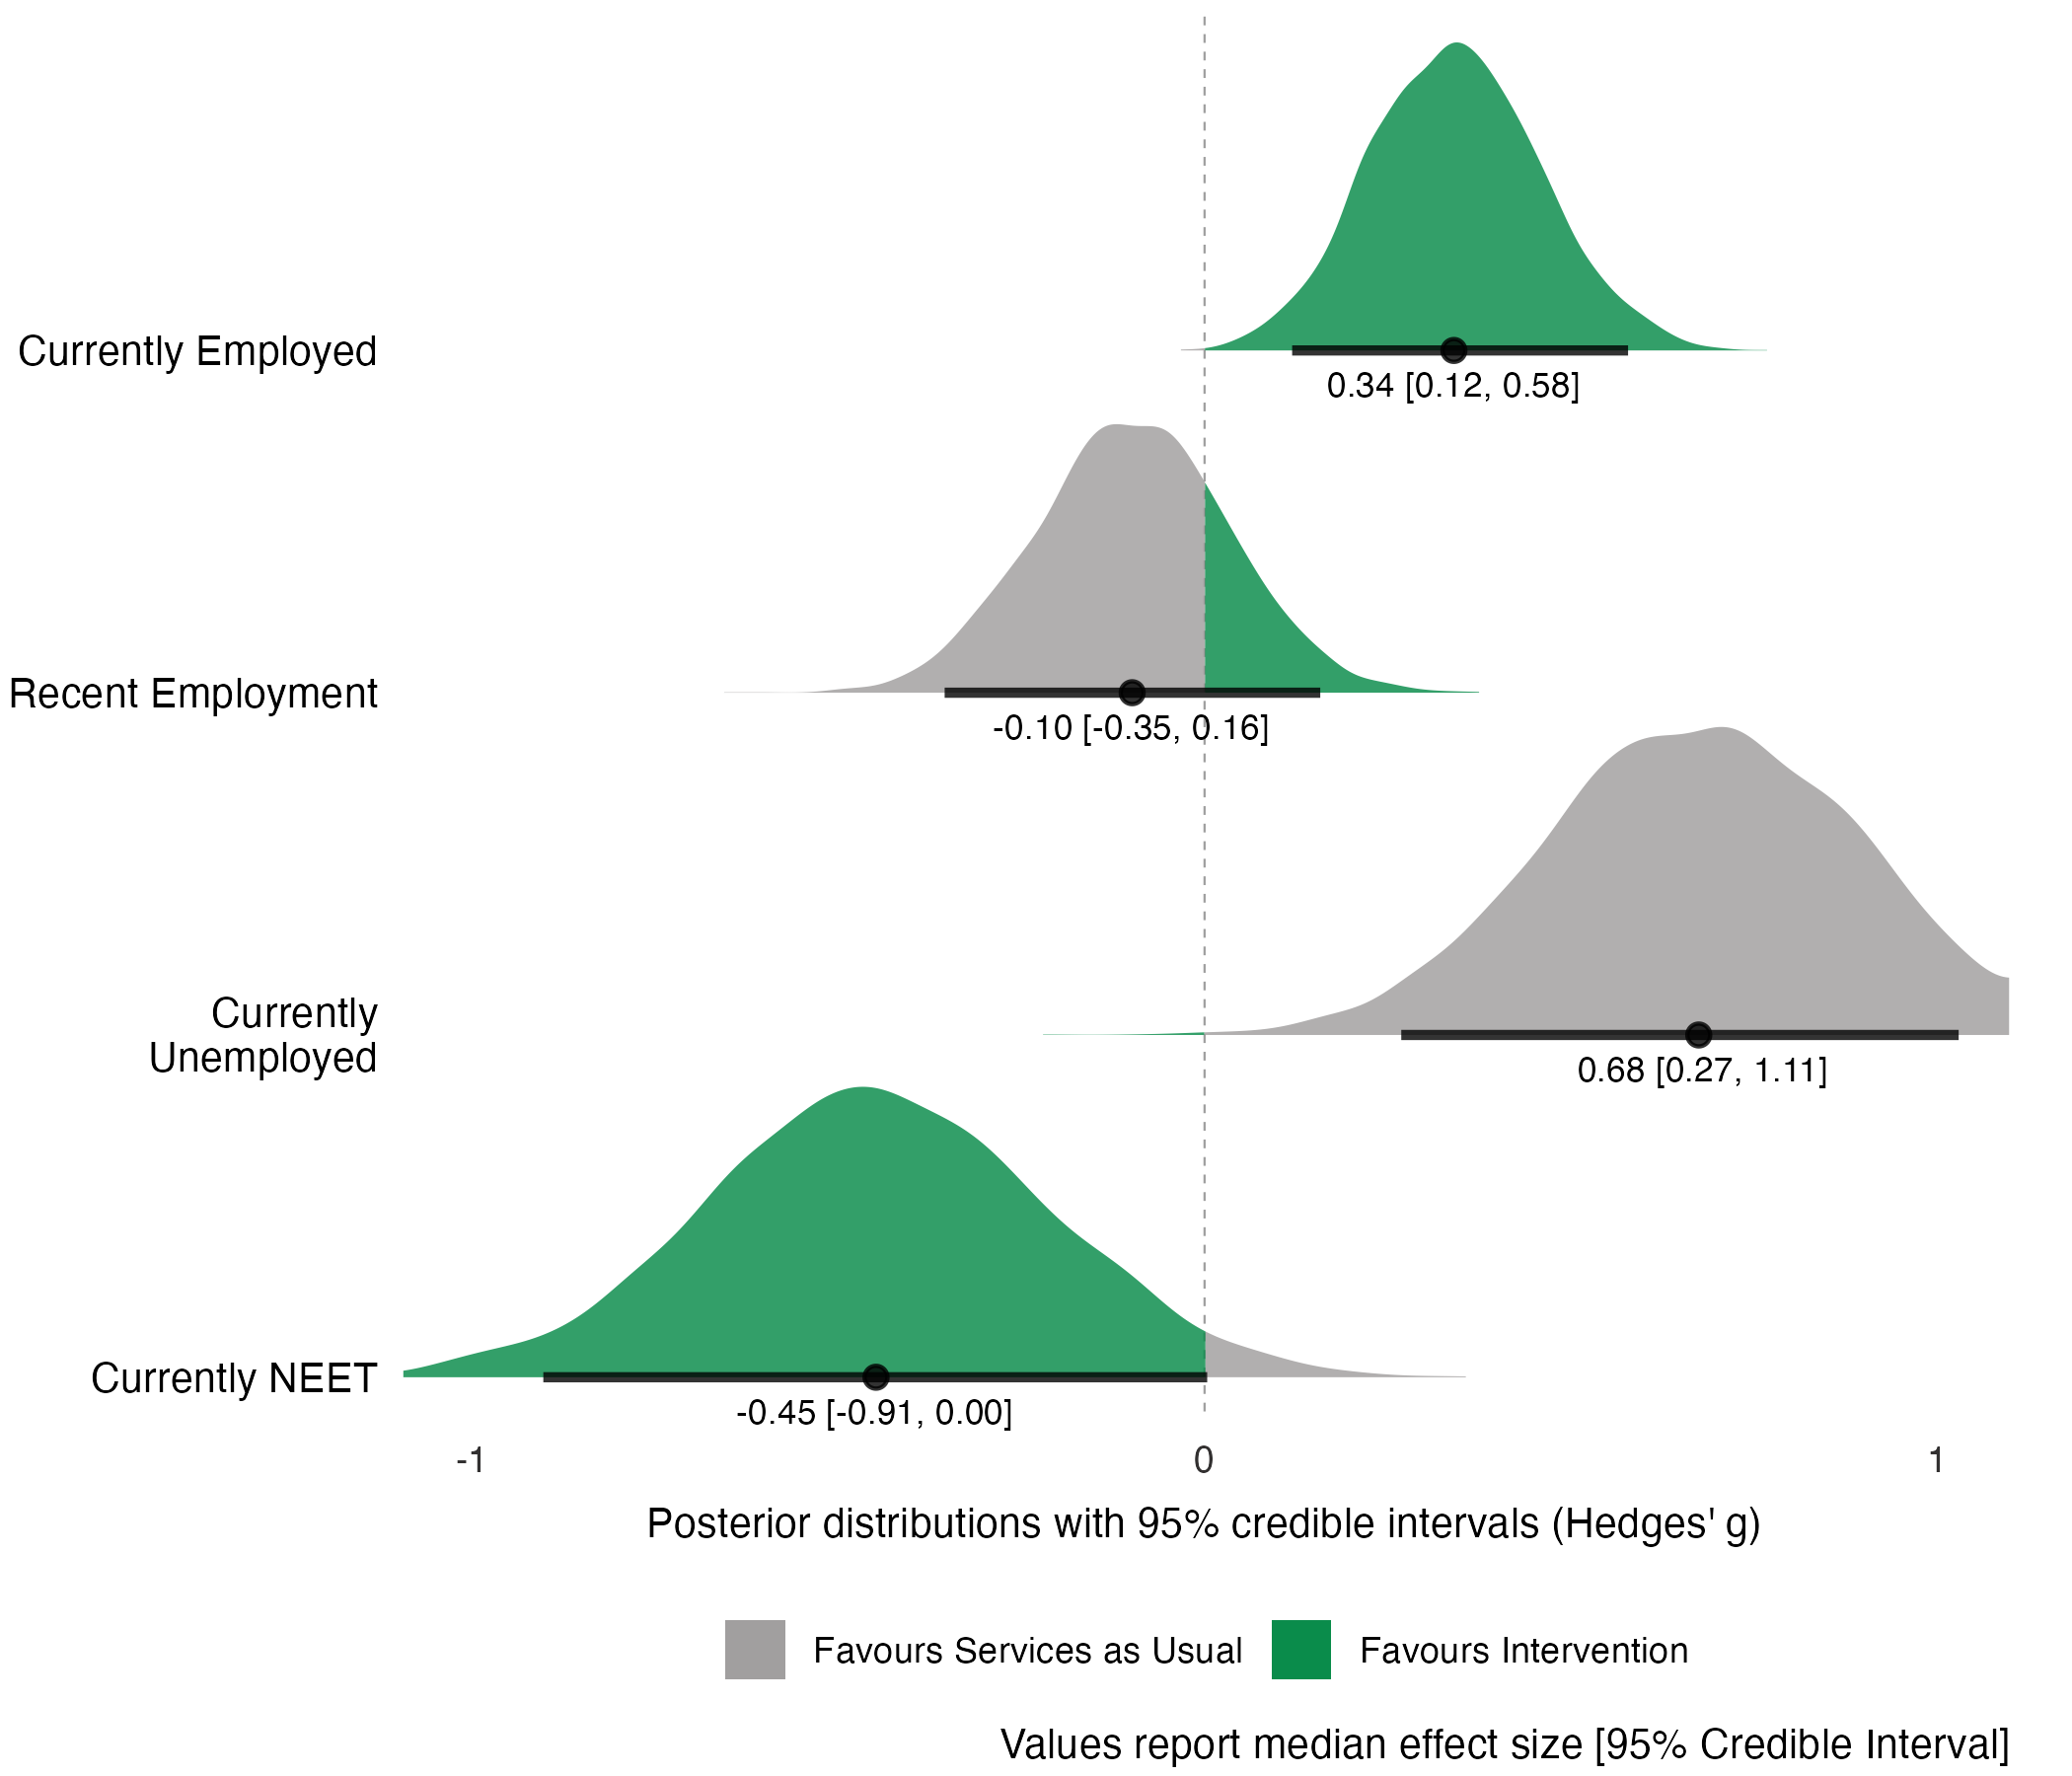 Currently Employed
0.34 [0.12, 0.58]
Recent Employment
-0.10 [-0.35, 0.16]
Currently
Unemployed
0.68 [0.27, 1.11]
Currently NEET
-0.45 [-0.91, 0.00]
-1 0 1
Posterior distributions with 95% credible intervals (Hedges' g)
Favours Services as Usual Favours Intervention
Values report median effect size [95% Credible Interval]